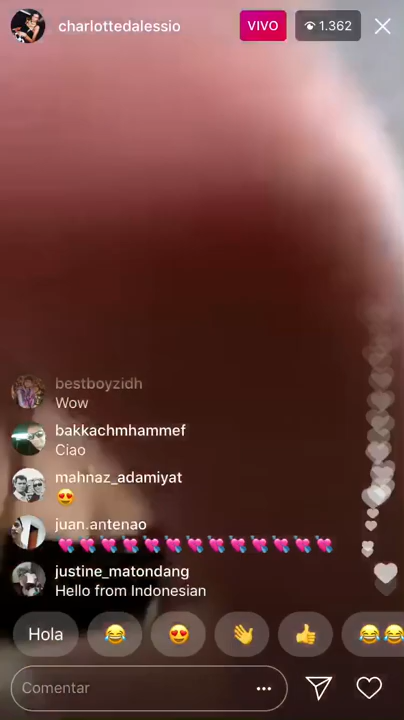 charlottedalessio
VIVO
1.362
bestboyzidh
Wow
bakkachmhammef
Ciao
mahnaz_adamiyat
😍
juan.antenao
💘💘💘💘💘💘💘💘💘💘💘💘💘
justine_matondang
Hello from Indonesian
Hola 😂 😍 👋 👍 😂😂
Comentar